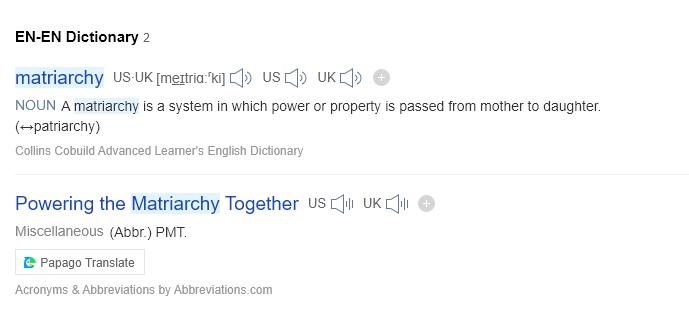 EN-EN Dictionary 2
matriarchy US·UK [meɪtriɑːʳki] US UK
NOUN A matriarchy is a system in which power or property is passed from mother to daughter.
(↔patriarchy)
Collins Cobuild Advanced Learner's English Dictionary
Powering the Matriarchy Together US UK
Miscellaneous (Abbr.) PMT.
Papago Translate
Acronyms & Abbreviations by Abbreviations.com